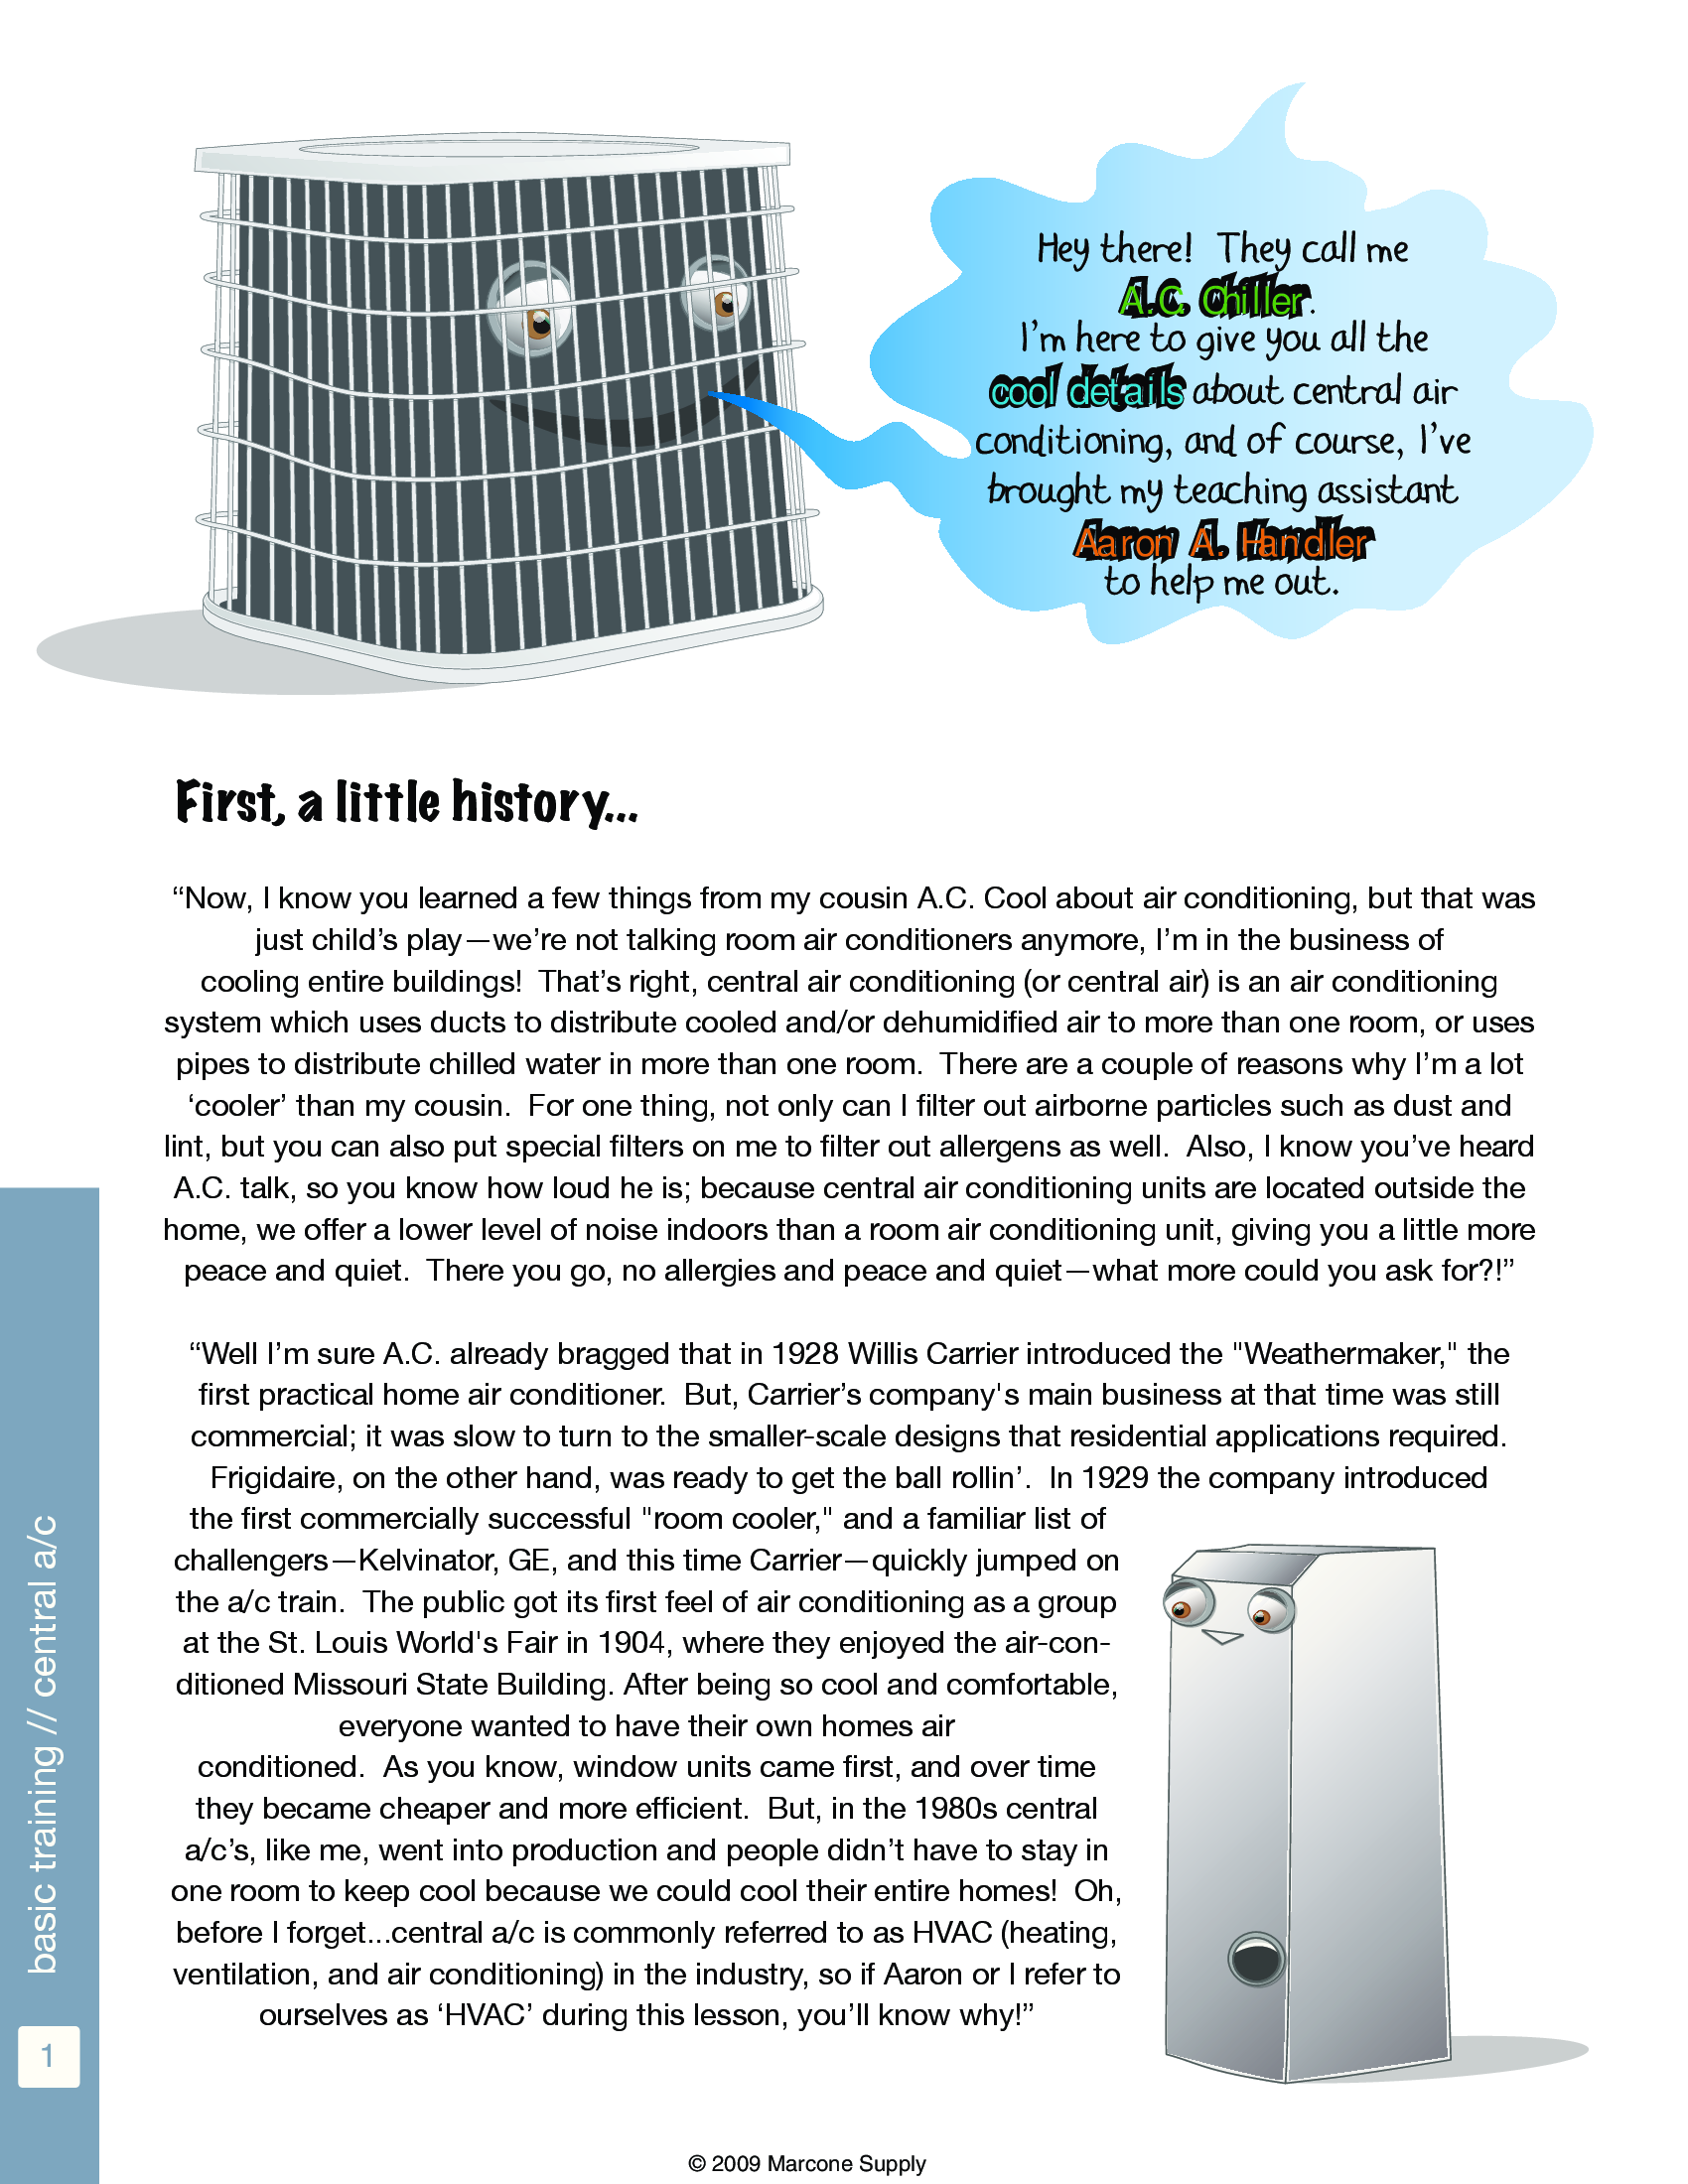 Hey there!  They call me
A.C. Chiller.
I'm here to give you all the
cool details about central air
conditioning, and of course, I've
brought my teaching assistant
Aaron A. Handler
to help me out.
First, a little history...
“Now, I know you learned a few things from my cousin A.C. Cool about air conditioning, but that was
just child’s play—we’re not talking room air conditioners anymore, I’m in the business of
cooling entire buildings!  That’s right, central air conditioning (or central air) is an air conditioning
system which uses ducts to distribute cooled and/or dehumidified air to more than one room, or uses
pipes to distribute chilled water in more than one room.  There are a couple of reasons why I’m a lot
‘cooler’ than my cousin.  For one thing, not only can I filter out airborne particles such as dust and
lint, but you can also put special filters on me to filter out allergens as well.  Also, I know you’ve heard
A.C. talk, so you know how loud he is; because central air conditioning units are located outside the
home, we offer a lower level of noise indoors than a room air conditioning unit, giving you a little more
peace and quiet.  There you go, no allergies and peace and quiet—what more could you ask for?!”
“Well I’m sure A.C. already bragged that in 1928 Willis Carrier introduced the "Weathermaker," the
first practical home air conditioner.  But, Carrier’s company's main business at that time was still
commercial; it was slow to turn to the smaller-scale designs that residential applications required.
Frigidaire, on the other hand, was ready to get the ball rollin’.  In 1929 the company introduced
the first commercially successful "room cooler," and a familiar list of
challengers—Kelvinator, GE, and this time Carrier—quickly jumped on
the a/c train.  The public got its first feel of air conditioning as a group
at the St. Louis World's Fair in 1904, where they enjoyed the air-con-
ditioned Missouri State Building. After being so cool and comfortable,
everyone wanted to have their own homes air
conditioned.  As you know, window units came first, and over time
they became cheaper and more efficient.  But, in the 1980s central
a/c’s, like me, went into production and people didn’t have to stay in
one room to keep cool because we could cool their entire homes!  Oh,
before I forget...central a/c is commonly referred to as HVAC (heating,
ventilation, and air conditioning) in the industry, so if Aaron or I refer to
ourselves as ‘HVAC’ during this lesson, you’ll know why!”
basic training // central a/c
1
© 2009 Marcone Supply